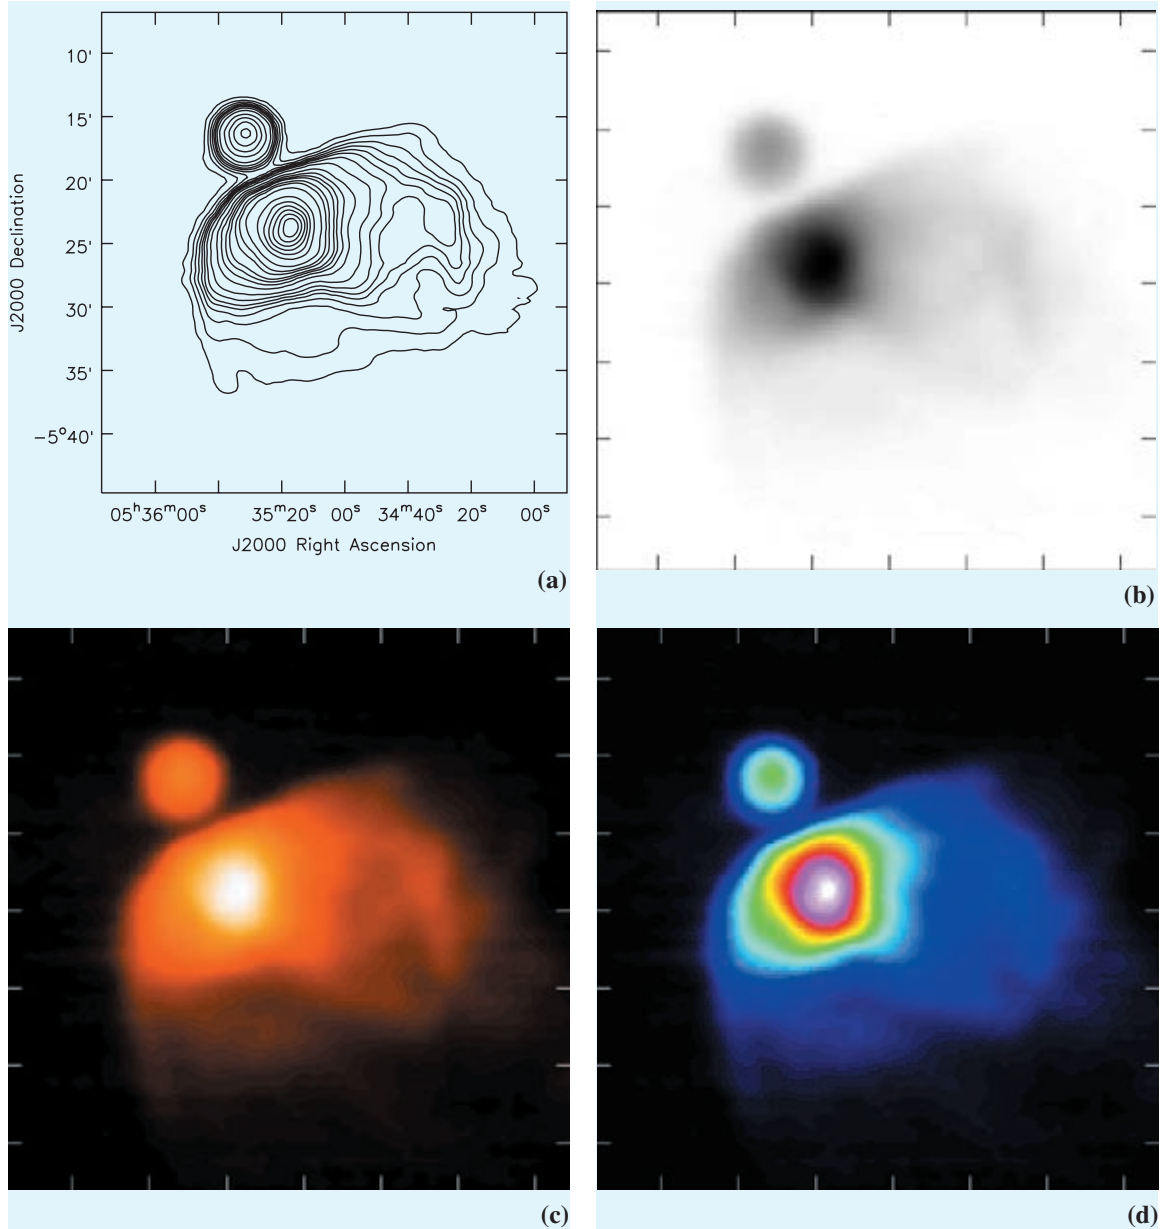 10'
15'
20'
25'
30'
35'
−5°40'
J2000 Declination
05ʰ36ᵐ00ˢ 35ᵐ20ˢ 00ˢ 34ᵐ40ˢ 20ˢ 00ˢ
J2000 Right Ascension
(a)
(b)
(c)
(d)